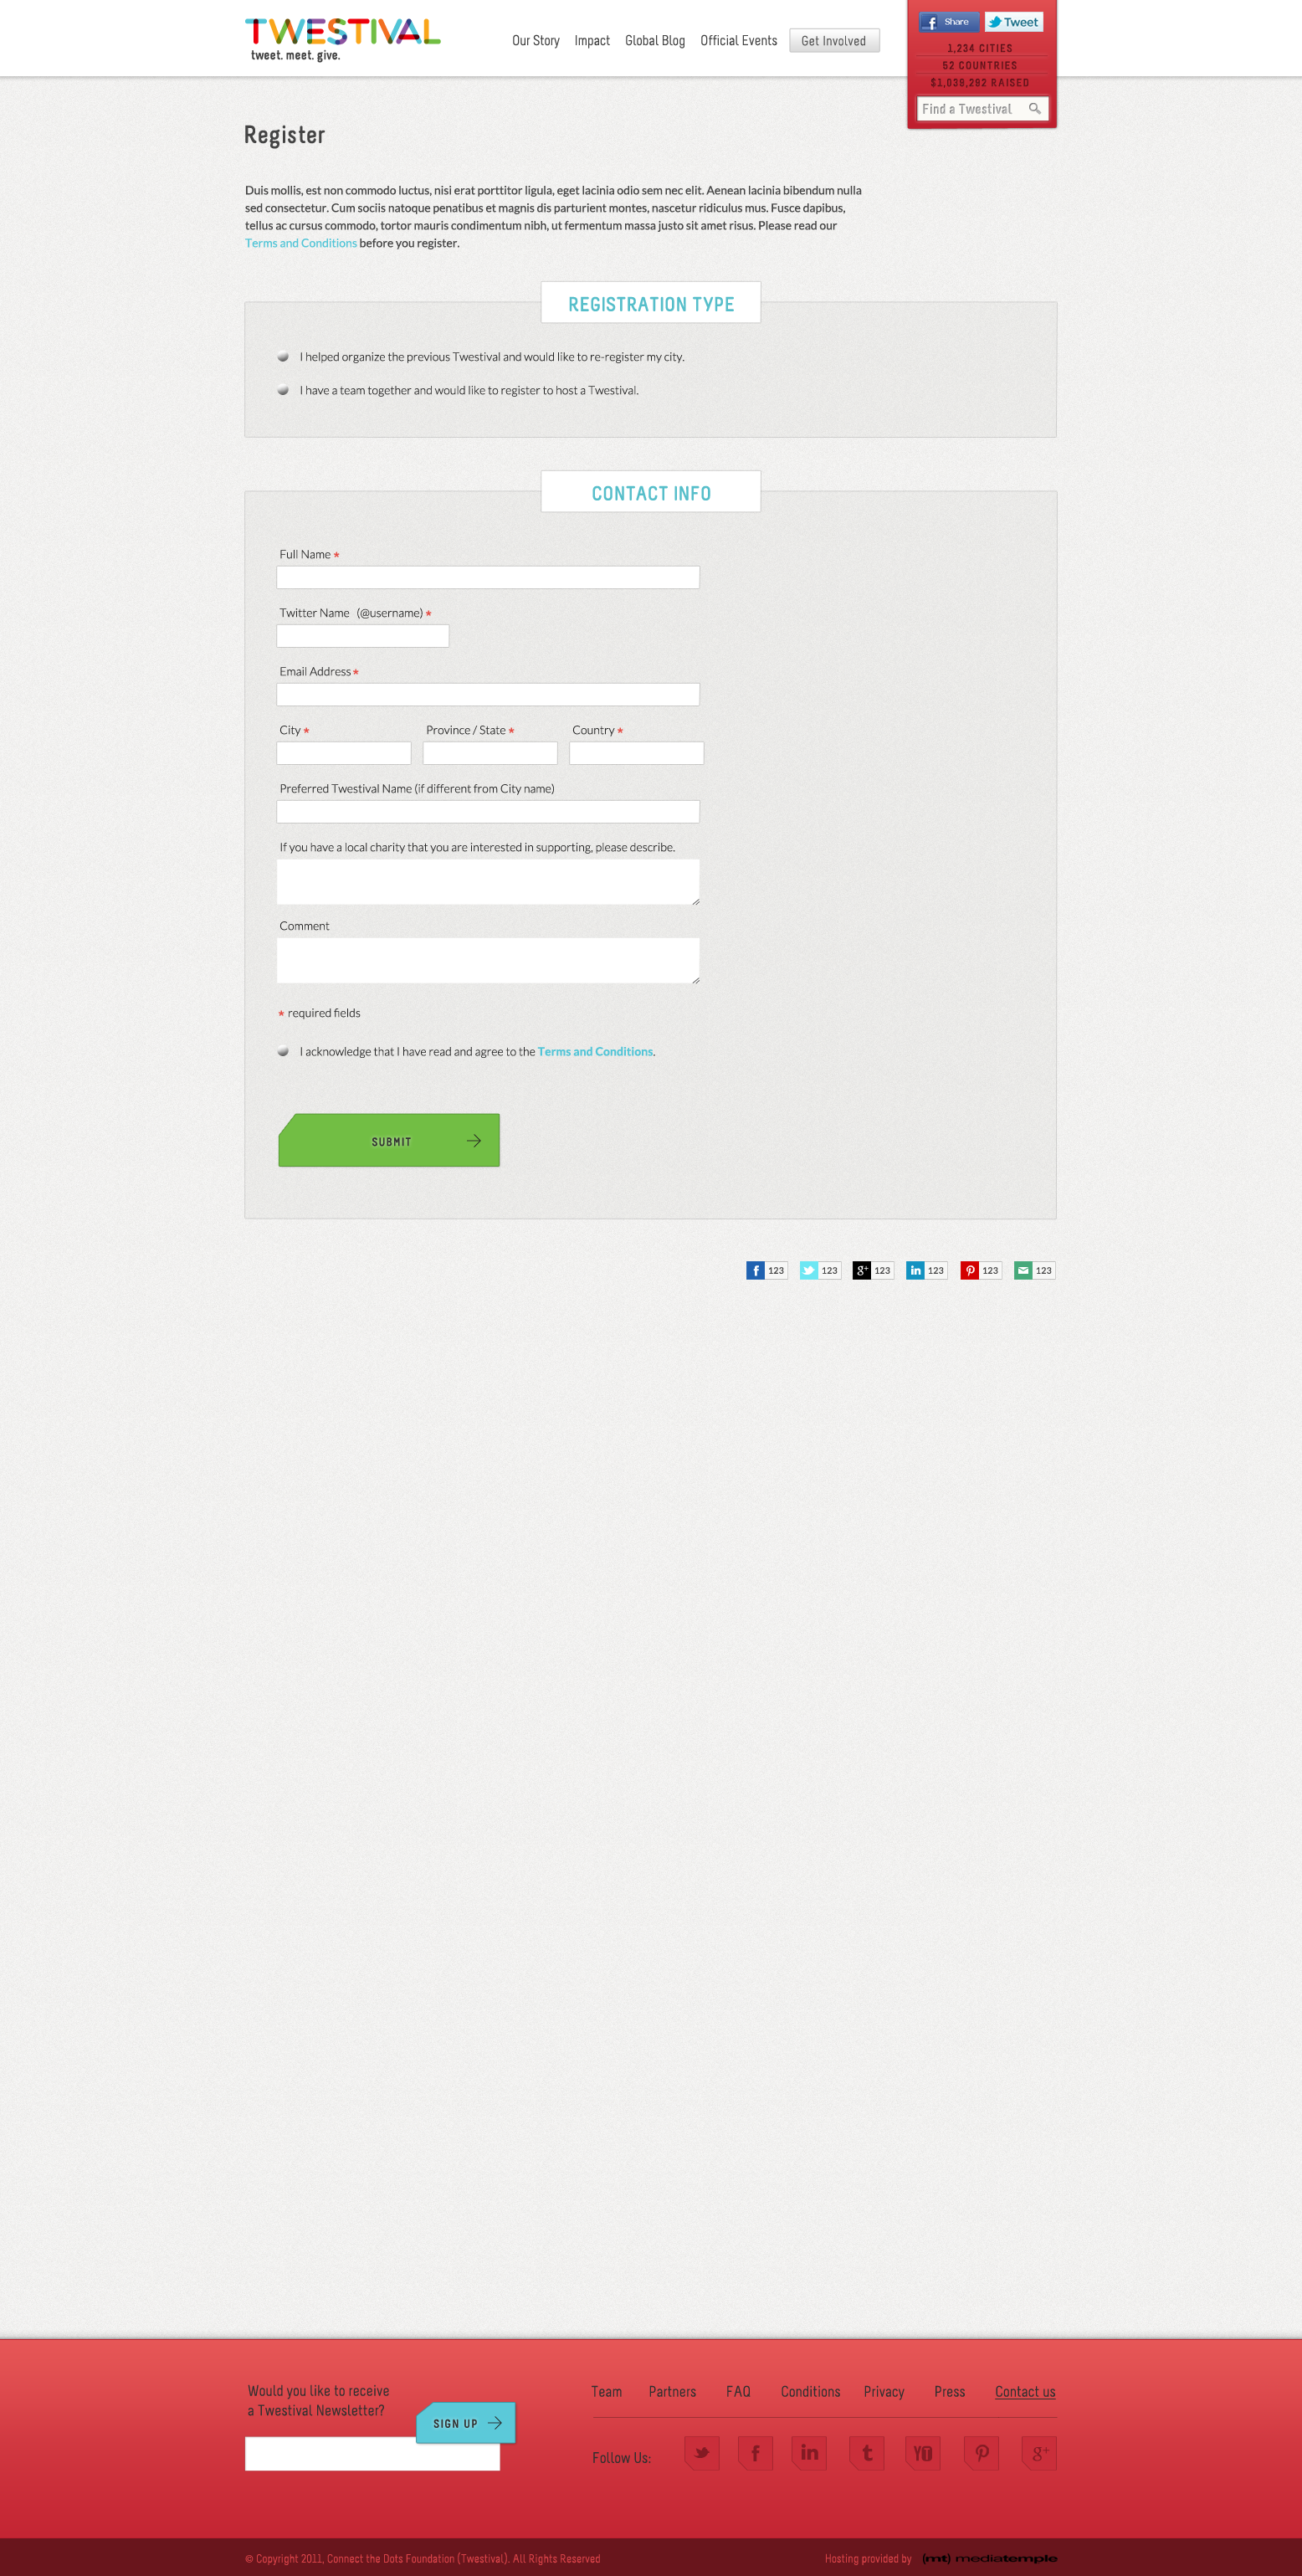 TWESTIVAL
tweet. meet. give.
Our Story Impact Global Blog Official Events Get Involved
Share Tweet
1,234 CITIES
52 COUNTRIES
$1,039,292 RAISED
Find a Twestival
Register
Duis mollis, est non commodo luctus, nisi erat porttitor ligula, eget lacinia odio sem nec elit. Aenean lacinia bibendum nulla
sed consectetur. Cum sociis natoque penatibus et magnis dis parturient montes, nascetur ridiculus mus. Fusce dapibus,
tellus ac cursus commodo, tortor mauris condimentum nibh, ut fermentum massa justo sit amet risus. Please read our
Terms and Conditions before you register.
REGISTRATION TYPE
I helped organize the previous Twestival and would like to re-register my city.
I have a team together and would like to register to host a Twestival.
CONTACT INFO
Full Name *
Twitter Name (@username) *
Email Address *
City * Province / State * Country *
Preferred Twestival Name (if different from City name)
If you have a local charity that you are interested in supporting, please describe.
Comment
* required fields
I acknowledge that I have read and agree to the Terms and Conditions.
SUBMIT
f 123 123 g+ 123 in 123 123 123
Would you like to receive
a Twestival Newsletter?
SIGN UP
Team Partners FAQ Conditions Privacy Press Contact us
Follow Us: f in t YT g+
© Copyright 2011, Connect the Dots Foundation (Twestival). All Rights Reserved
Hosting provided by (mt) mediatemple